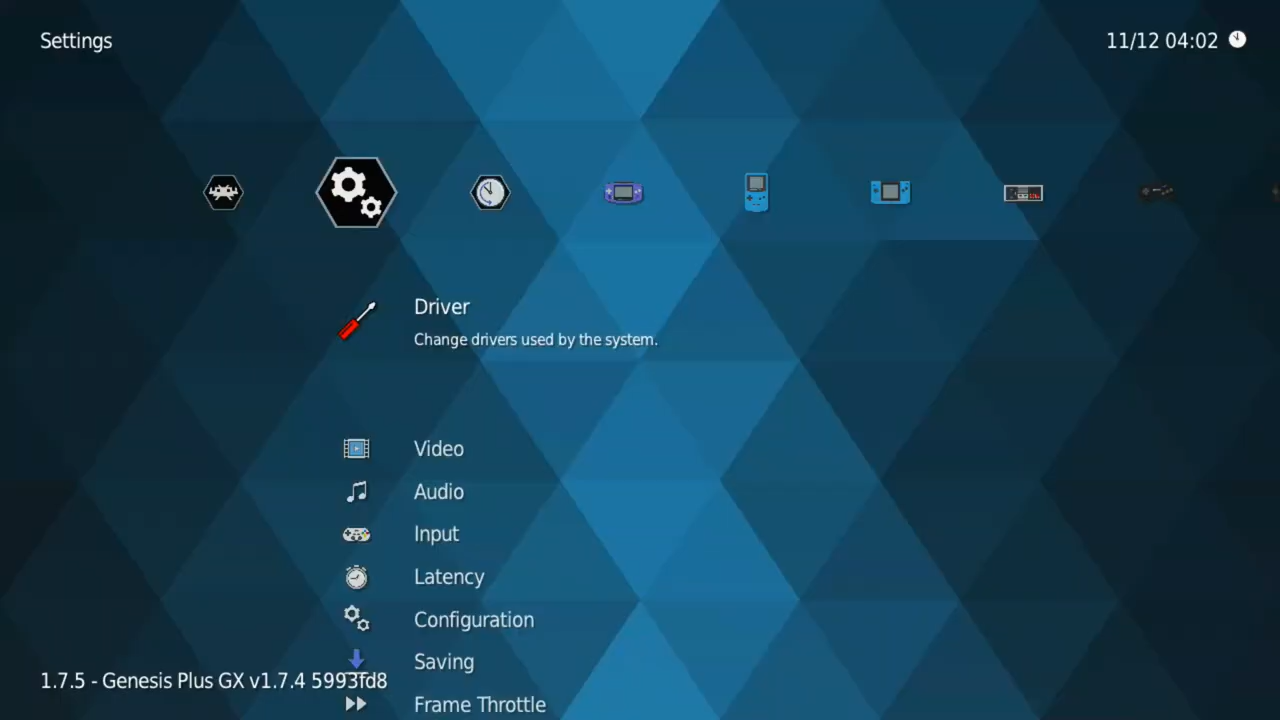 Settings
11/12 04:02
Driver
Change drivers used by the system.
Video
Audio
Input
Latency
Configuration
Saving
1.7.5 - Genesis Plus GX v1.7.4 5993fd8
Frame Throttle